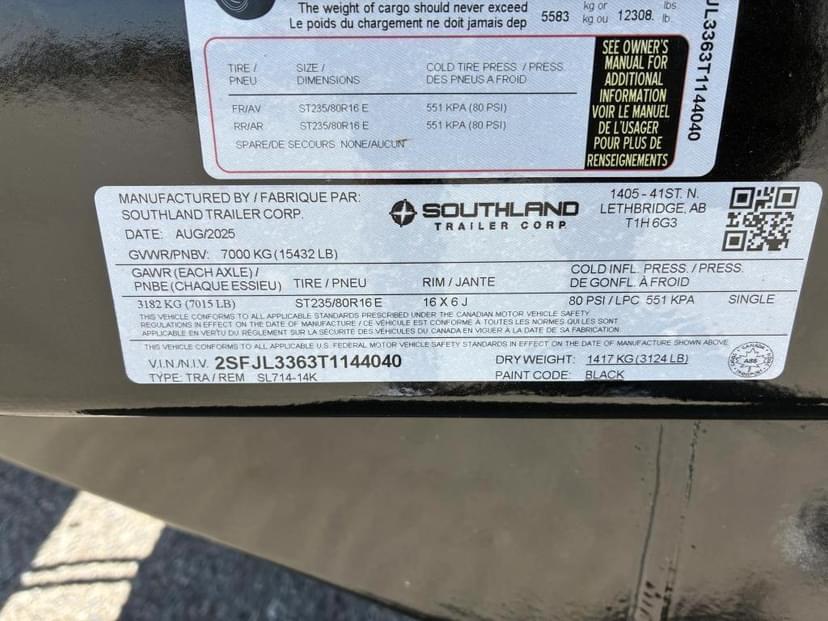 The weight of cargo should never exceed
Le poids du chargement ne doit jamais dep
5583 kg or kg ou 12308. lbs lb.
TIRE / PNEU
SIZE / DIMENSIONS
COLD TIRE PRESS / PRESS. DES PNEUS A FROID
FR/AV ST235/80R16 E 551 KPA (80 PSI)
RR/AR ST235/80R16 E 551 KPA (80 PSI)
SPARE/DE SECOURS NONE/AUCUN
SEE OWNER'S
MANUAL FOR
ADDITIONAL
INFORMATION
VOIR LE MANUEL
DE L'USAGER
POUR PLUS DE
RENSEIGNEMENTS
JL3363T1144040
MANUFACTURED BY / FABRIQUE PAR:
SOUTHLAND TRAILER CORP.
DATE: AUG/2025
SOUTHLAND
TRAILER CORP.
1405 - 41ST. N.
LETHBRIDGE, AB
T1H 6G3
GVWR/PNBV: 7000 KG (15432 LB)
GAWR (EACH AXLE) /
PNBE (CHAQUE ESSIEU) TIRE / PNEU RIM / JANTE
COLD INFL. PRESS. / PRESS.
DE GONFL. À FROID
3182 KG (7015 LB) ST235/80R16 E 16 X 6 J 80 PSI / LPC 551 KPA SINGLE
THIS VEHICLE CONFORMS TO ALL APPLICABLE STANDARDS PRESCRIBED UNDER THE CANADIAN MOTOR VEHICLE SAFETY
REGULATIONS IN EFFECT ON THE DATE OF MANUFACTURE / CE VÉHICULE EST CONFORME À TOUTES LES NORMES QUI LES SONT
APPLICABLE EN VERTU DU RÉGLEMENT SUR LA SÉCURITÉ DES VÉHICULES DU CANADA EN VIGUER À LA DATE DE SA FABRICATION.
THIS VEHICLE CONFORMS TO ALL APPLICABLE U.S. FEDERAL MOTOR VEHICLE SAFETY STANDARDS IN EFFECT ON THE DATE OF MANUFACTURE SHOWN ABOVE
V.I.N./N.I.V. 2SFJL3363T1144040 DRY WEIGHT: 1417 KG (3124 LB)
TYPE: TRA / REM SL714-14K PAINT CODE: BLACK
CANADA